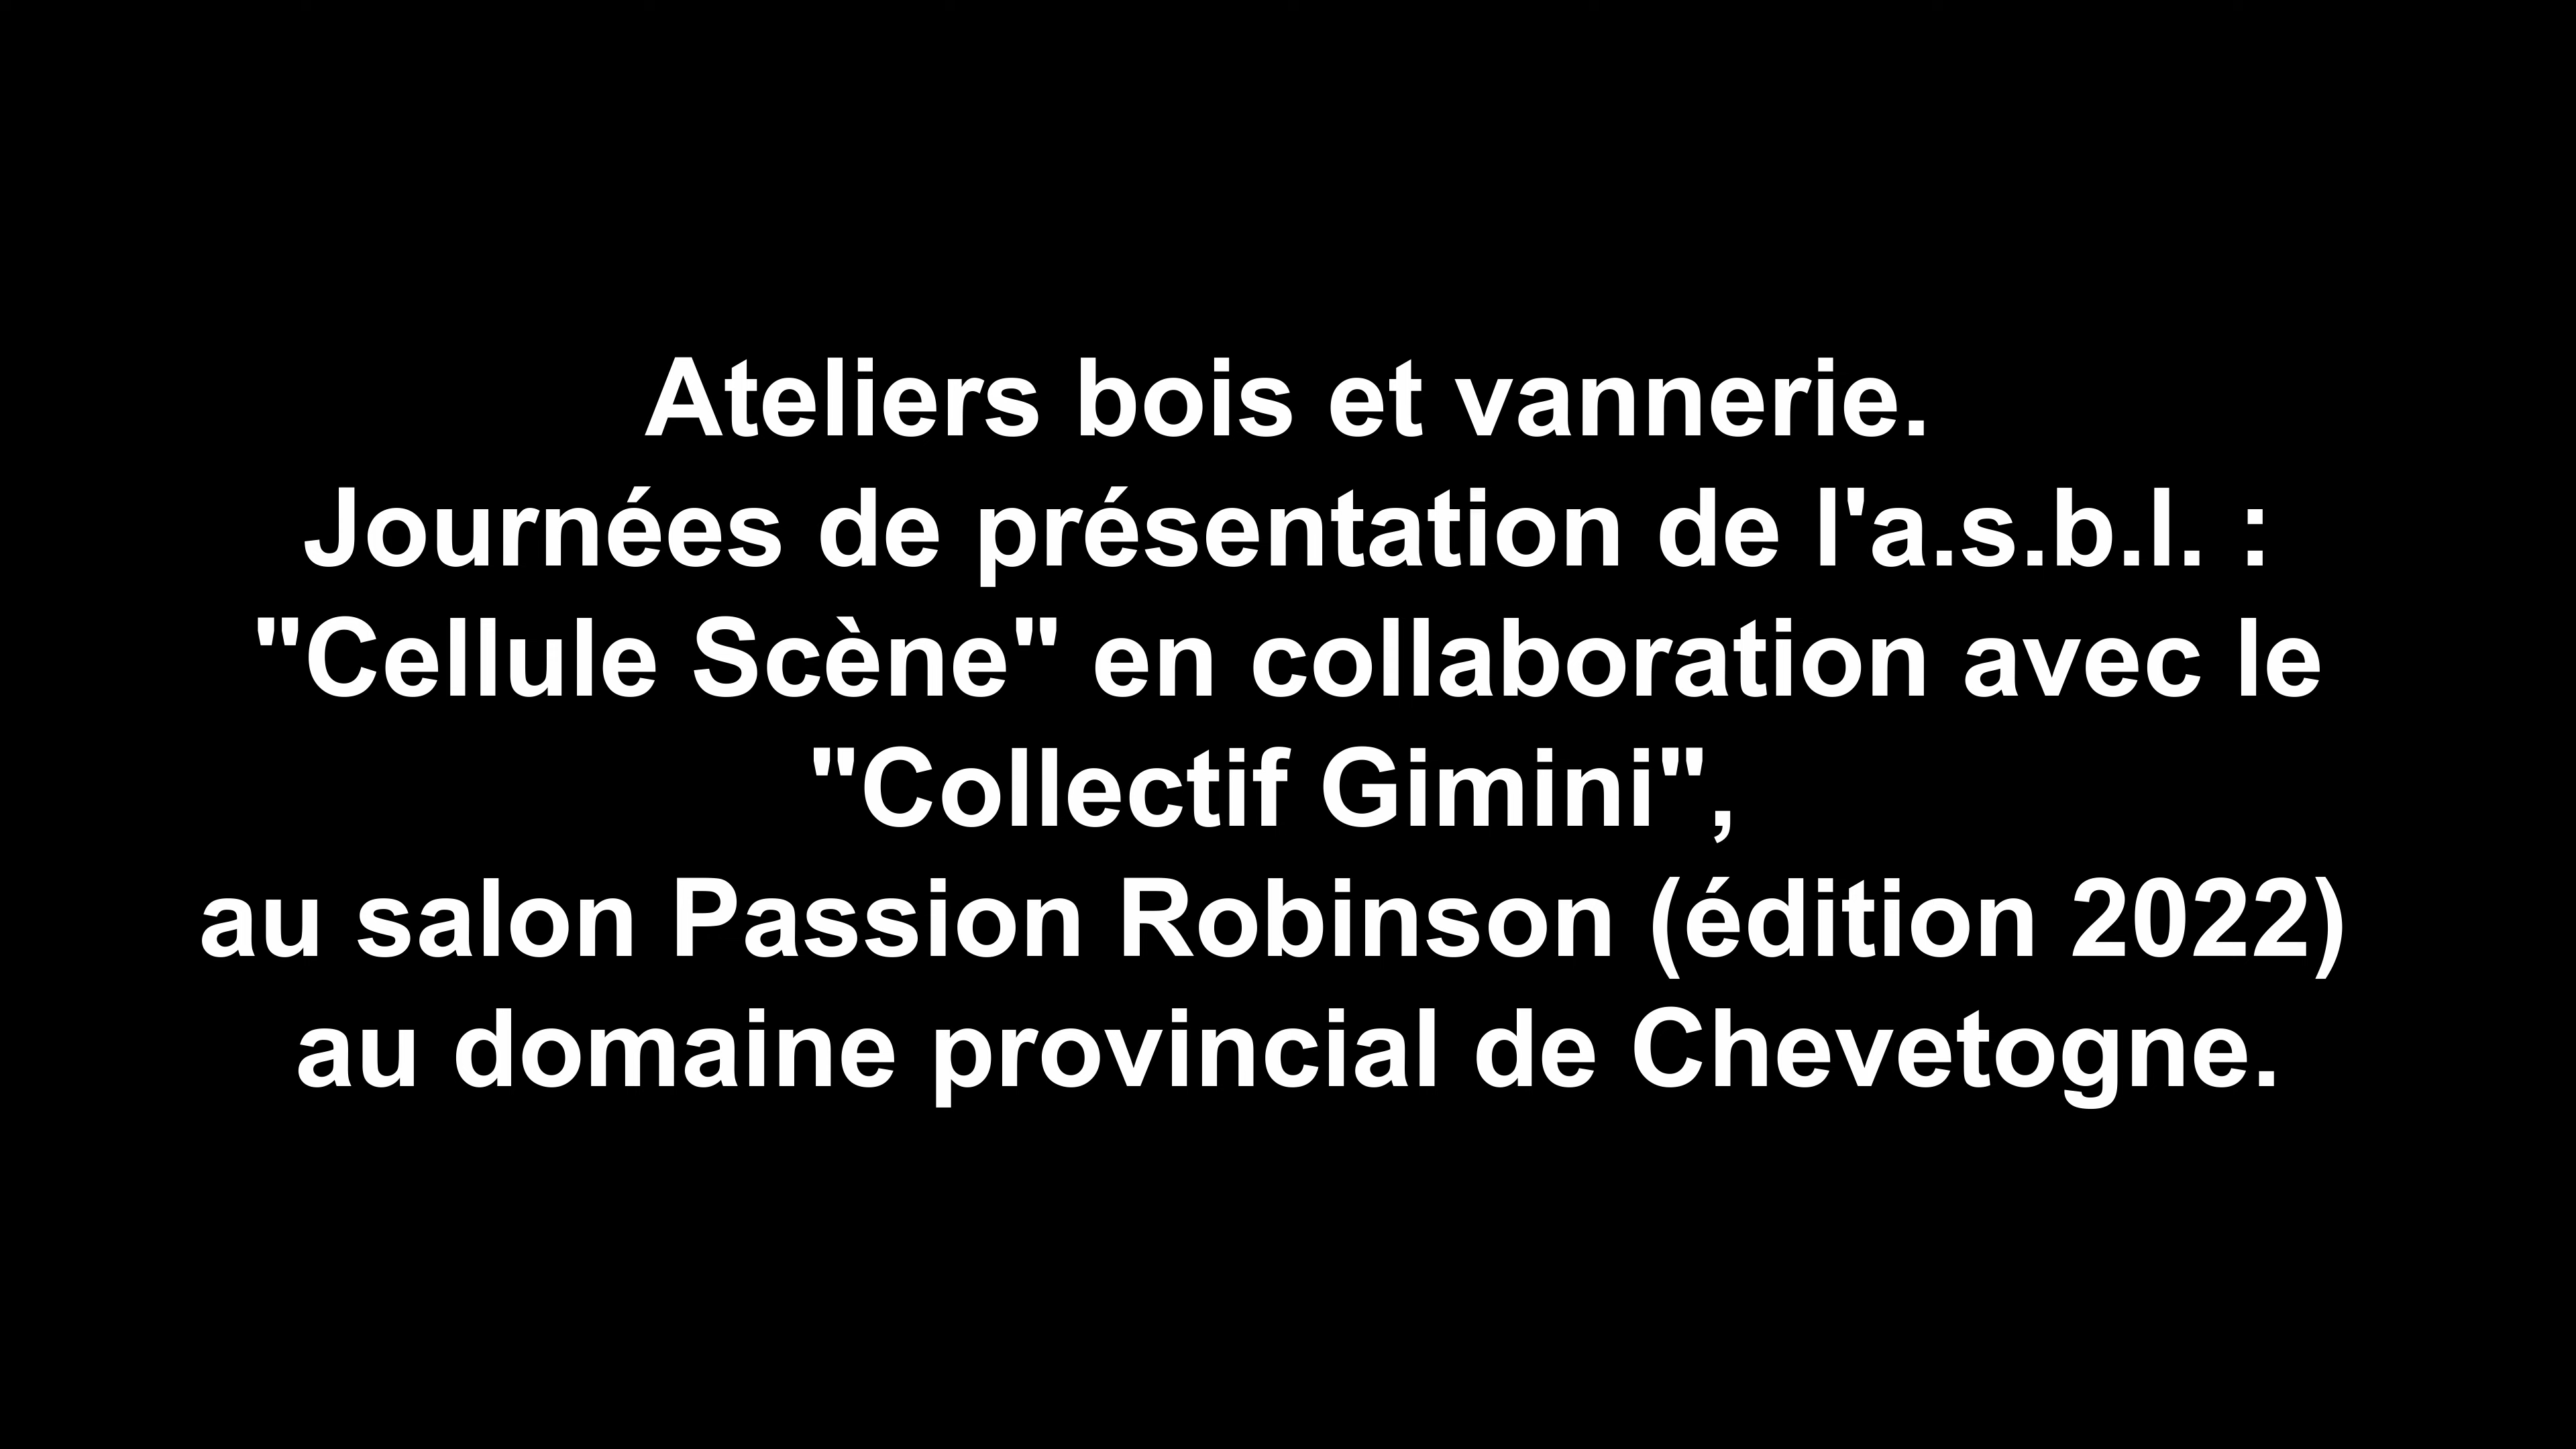 Ateliers bois et vannerie.
Journées de présentation de l'a.s.b.l. :
"Cellule Scène" en collaboration avec le
"Collectif Gimini",
au salon Passion Robinson (édition 2022)
au domaine provincial de Chevetogne.